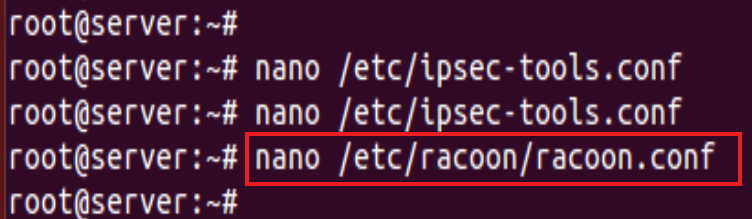 root@server:~#
root@server:~# nano /etc/ipsec-tools.conf
root@server:~# nano /etc/ipsec-tools.conf
root@server:~# nano /etc/racoon/racoon.conf
root@server:~#